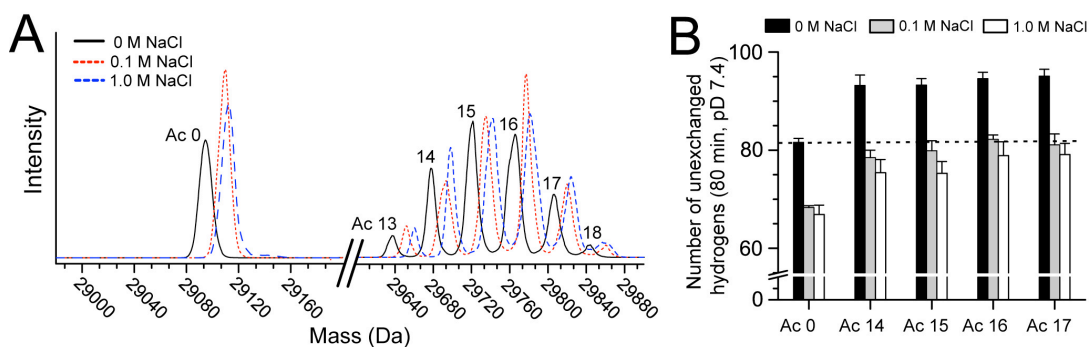 A
0 M NaCl
0.1 M NaCl
1.0 M NaCl
Intensity
Ac 0
Ac 13
14
15
16
17
18
29000
29040
29080
29120
29160
29640
29680
29720
29760
29800
29840
29880
Mass (Da)
B
0 M NaCl
0.1 M NaCl
1.0 M NaCl
Number of unexchanged
hydrogens (80 min, pD 7.4)
100
80
60
0
Ac 0
Ac 14
Ac 15
Ac 16
Ac 17